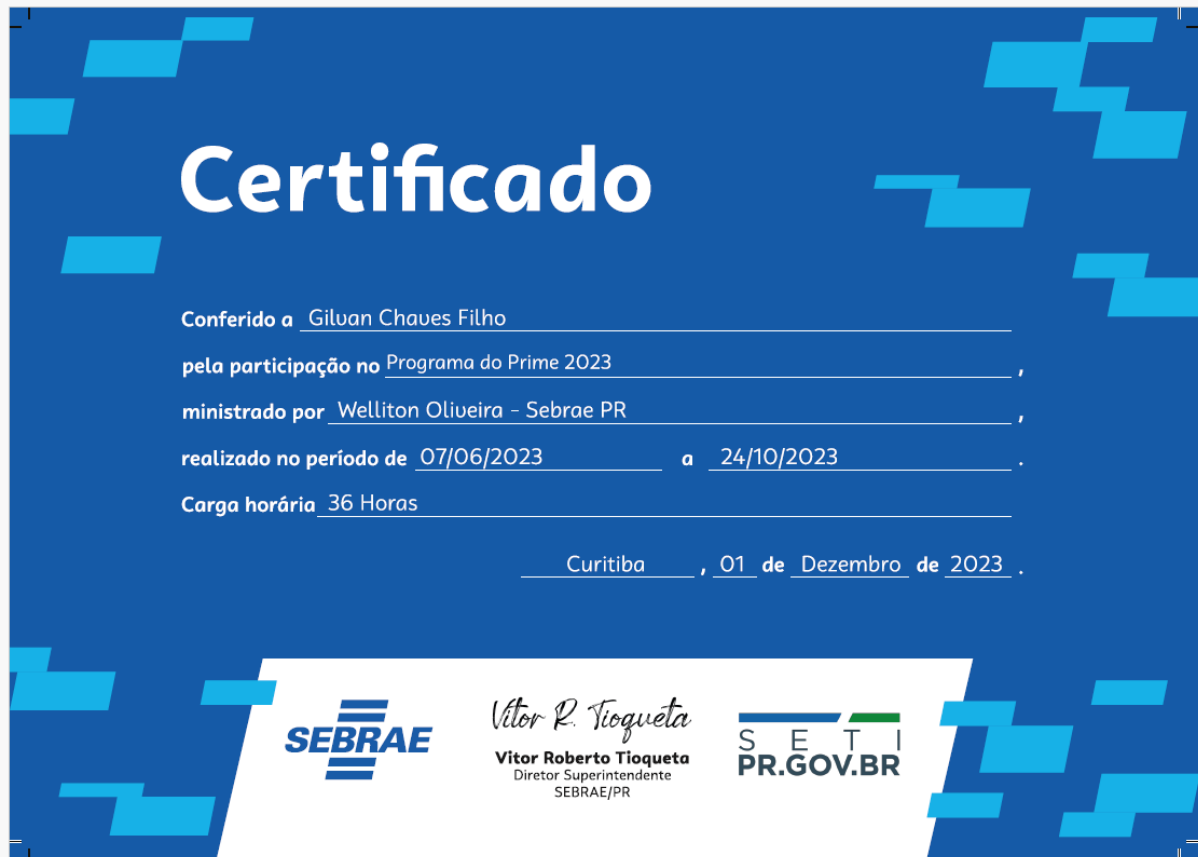 Certificado
Conferido a Gilvan Chaves Filho
pela participação no Programa do Prime 2023 ,
ministrado por Welliton Oliveira - Sebrae PR ,
realizado no período de 07/06/2023 a 24/10/2023 .
Carga horária 36 Horas
Curitiba , 01 de Dezembro de 2023 .
SEBRAE
Vitor R. Tioqueta
Vitor Roberto Tioqueta
Diretor Superintendente
SEBRAE/PR
SETI
PR.GOV.BR